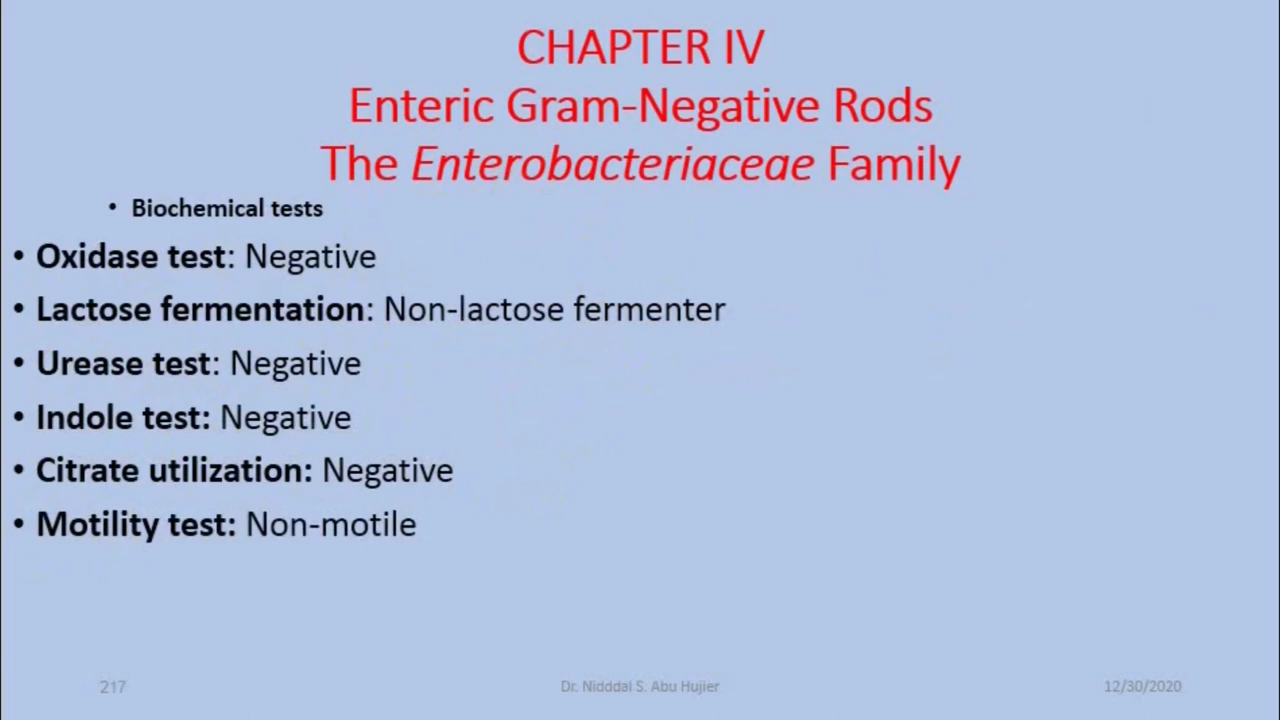 CHAPTER IV
Enteric Gram-Negative Rods
The Enterobacteriaceae Family
• Biochemical tests
• Oxidase test: Negative
• Lactose fermentation: Non-lactose fermenter
• Urease test: Negative
• Indole test: Negative
• Citrate utilization: Negative
• Motility test: Non-motile
217
Dr. Nidddal S. Abu Hujier
12/30/2020